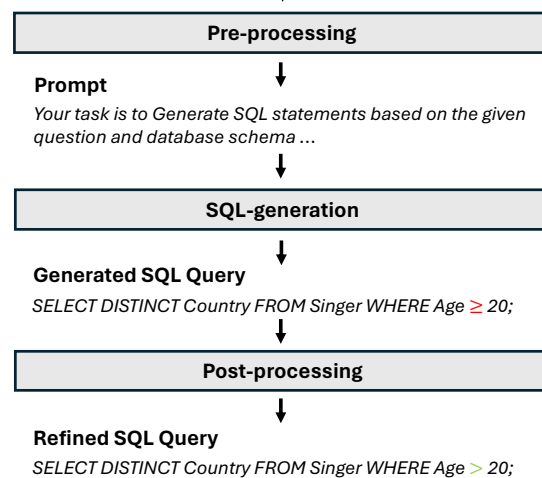 Pre-processing
Prompt
Your task is to Generate SQL statements based on the given
question and database schema ...
SQL-generation
Generated SQL Query
SELECT DISTINCT Country FROM Singer WHERE Age ≥ 20;
Post-processing
Refined SQL Query
SELECT DISTINCT Country FROM Singer WHERE Age > 20;